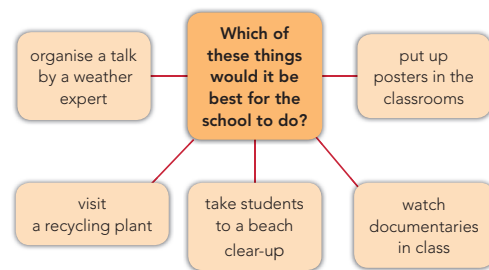 Which of
these things
would it be
best for the
school to do?
organise a talk
by a weather
expert
put up
posters in the
classrooms
visit
a recycling plant
take students
to a beach
clear-up
watch
documentaries
in class